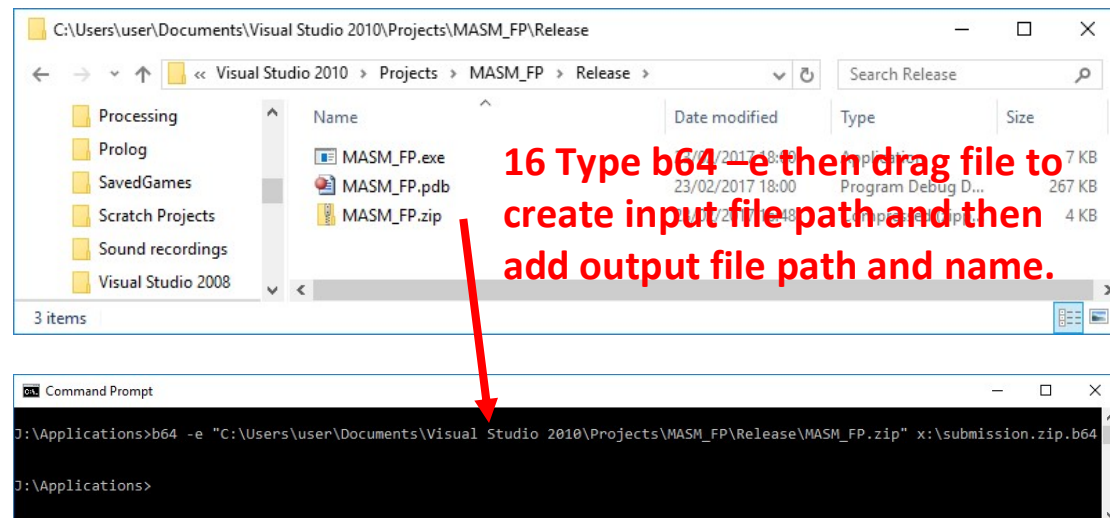 C:\Users\user\Documents\Visual Studio 2010\Projects\MASM_FP\Release
« Visual Studio 2010 > Projects > MASM_FP > Release >
Search Release
Processing
Prolog
SavedGames
Scratch Projects
Sound recordings
Visual Studio 2008
Name Date modified Type Size
MASM_FP.exe 7 KB
MASM_FP.pdb 23/02/2017 18:00 Program Debug D... 267 KB
MASM_FP.zip 4 KB
16 Type b64 –e then drag file to
create input file path and then
add output file path and name.
3 items
Command Prompt
J:\Applications>b64 -e "C:\Users\user\Documents\Visual Studio 2010\Projects\MASM_FP\Release\MASM_FP.zip" x:\submission.zip.b64
J:\Applications>